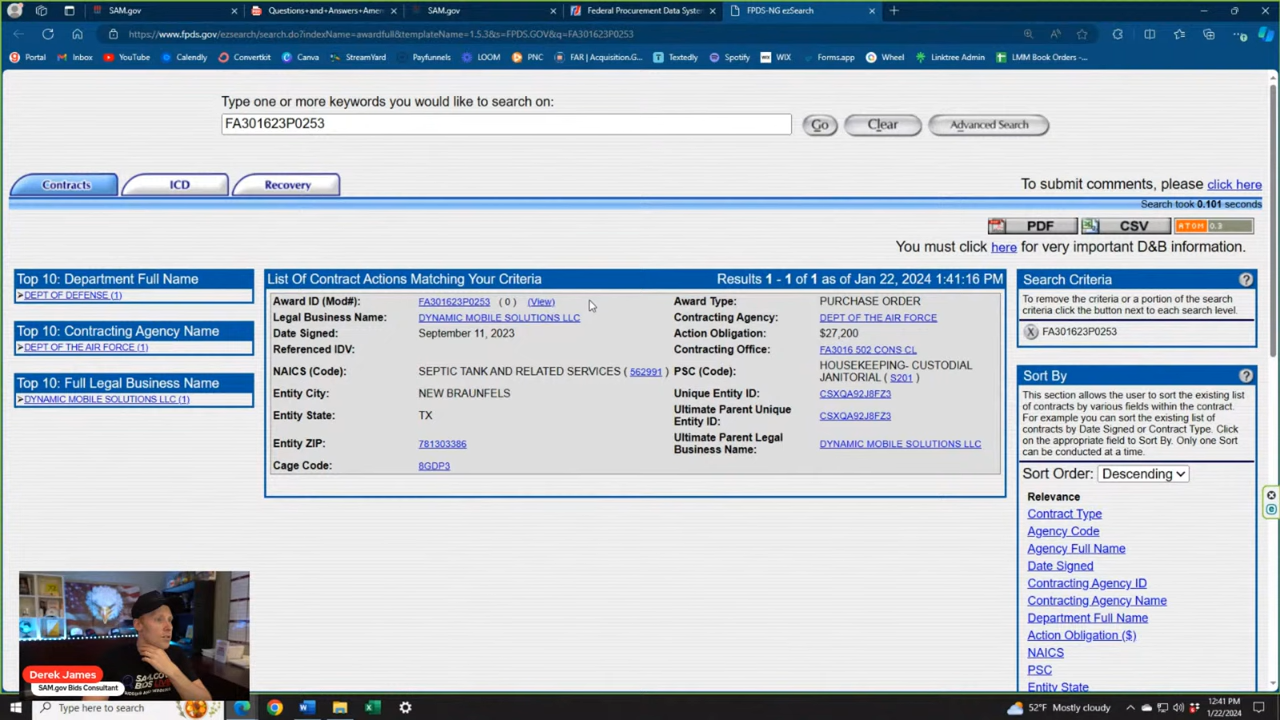 SAM.gov
Questions+and+Answers+Amen
SAM.gov
Federal Procurement Data Syste
FPDS-NG ezSearch
https://www.fpds.gov/ezsearch/search.do?indexName=awardfull&templateName=1.5.3&s=FPDS.GOV&q=FA301623P0253
Portal Inbox YouTube Calendly Convertkit Canva StreamYard Payfunnels LOOM PNC FAR | Acquisition.G... Textedly Spotify WIX Forms.app Wheel Linktree Admin LMM Book Orders -...
Type one or more keywords you would like to search on:
FA301623P0253 Go Clear Advanced Search
Contracts ICD Recovery
To submit comments, please click here
Search took 0.101 seconds
PDF CSV ATOM 0.3
You must click here for very important D&B information.
Top 10: Department Full Name
DEPT OF DEFENSE (1)
Top 10: Contracting Agency Name
DEPT OF THE AIR FORCE (1)
Top 10: Full Legal Business Name
DYNAMIC MOBILE SOLUTIONS LLC (1)
List Of Contract Actions Matching Your Criteria Results 1 - 1 of 1 as of Jan 22, 2024 1:41:16 PM
Award ID (Mod#): FA301623P0253 ( 0 ) (View) Award Type: PURCHASE ORDER
Legal Business Name: DYNAMIC MOBILE SOLUTIONS LLC Contracting Agency: DEPT OF THE AIR FORCE
Date Signed: September 11, 2023 Action Obligation: $27,200
Referenced IDV: Contracting Office: FA3016 502 CONS CL
NAICS (Code): SEPTIC TANK AND RELATED SERVICES ( 562991 ) PSC (Code): HOUSEKEEPING- CUSTODIAL
JANITORIAL ( S201 )
Entity City: NEW BRAUNFELS Unique Entity ID: CSXQA92J8FZ3
Entity State: TX Ultimate Parent Unique
Entity ID: CSXQA92J8FZ3
Entity ZIP: 781303386 Ultimate Parent Legal
Business Name: DYNAMIC MOBILE SOLUTIONS LLC
Cage Code: 8GDP3
Search Criteria
To remove the criteria or a portion of the search
criteria click the button next to each search level.
FA301623P0253
Sort By
This section allows the user to sort the existing list
of contracts by various fields within the contract.
For example you can sort the existing list of
contracts by Date Signed or Contract Type. Click
on the appropriate field to Sort By. Only one Sort
can be conducted at a time.
Sort Order: Descending
Relevance
Contract Type
Agency Code
Agency Full Name
Date Signed
Contracting Agency ID
Contracting Agency Name
Department Full Name
Action Obligation ($)
NAICS
PSC
Entity State
Derek James
SAM.gov Bids Consultant
Type here to search
52°F Mostly cloudy
12:41 PM
1/22/2024